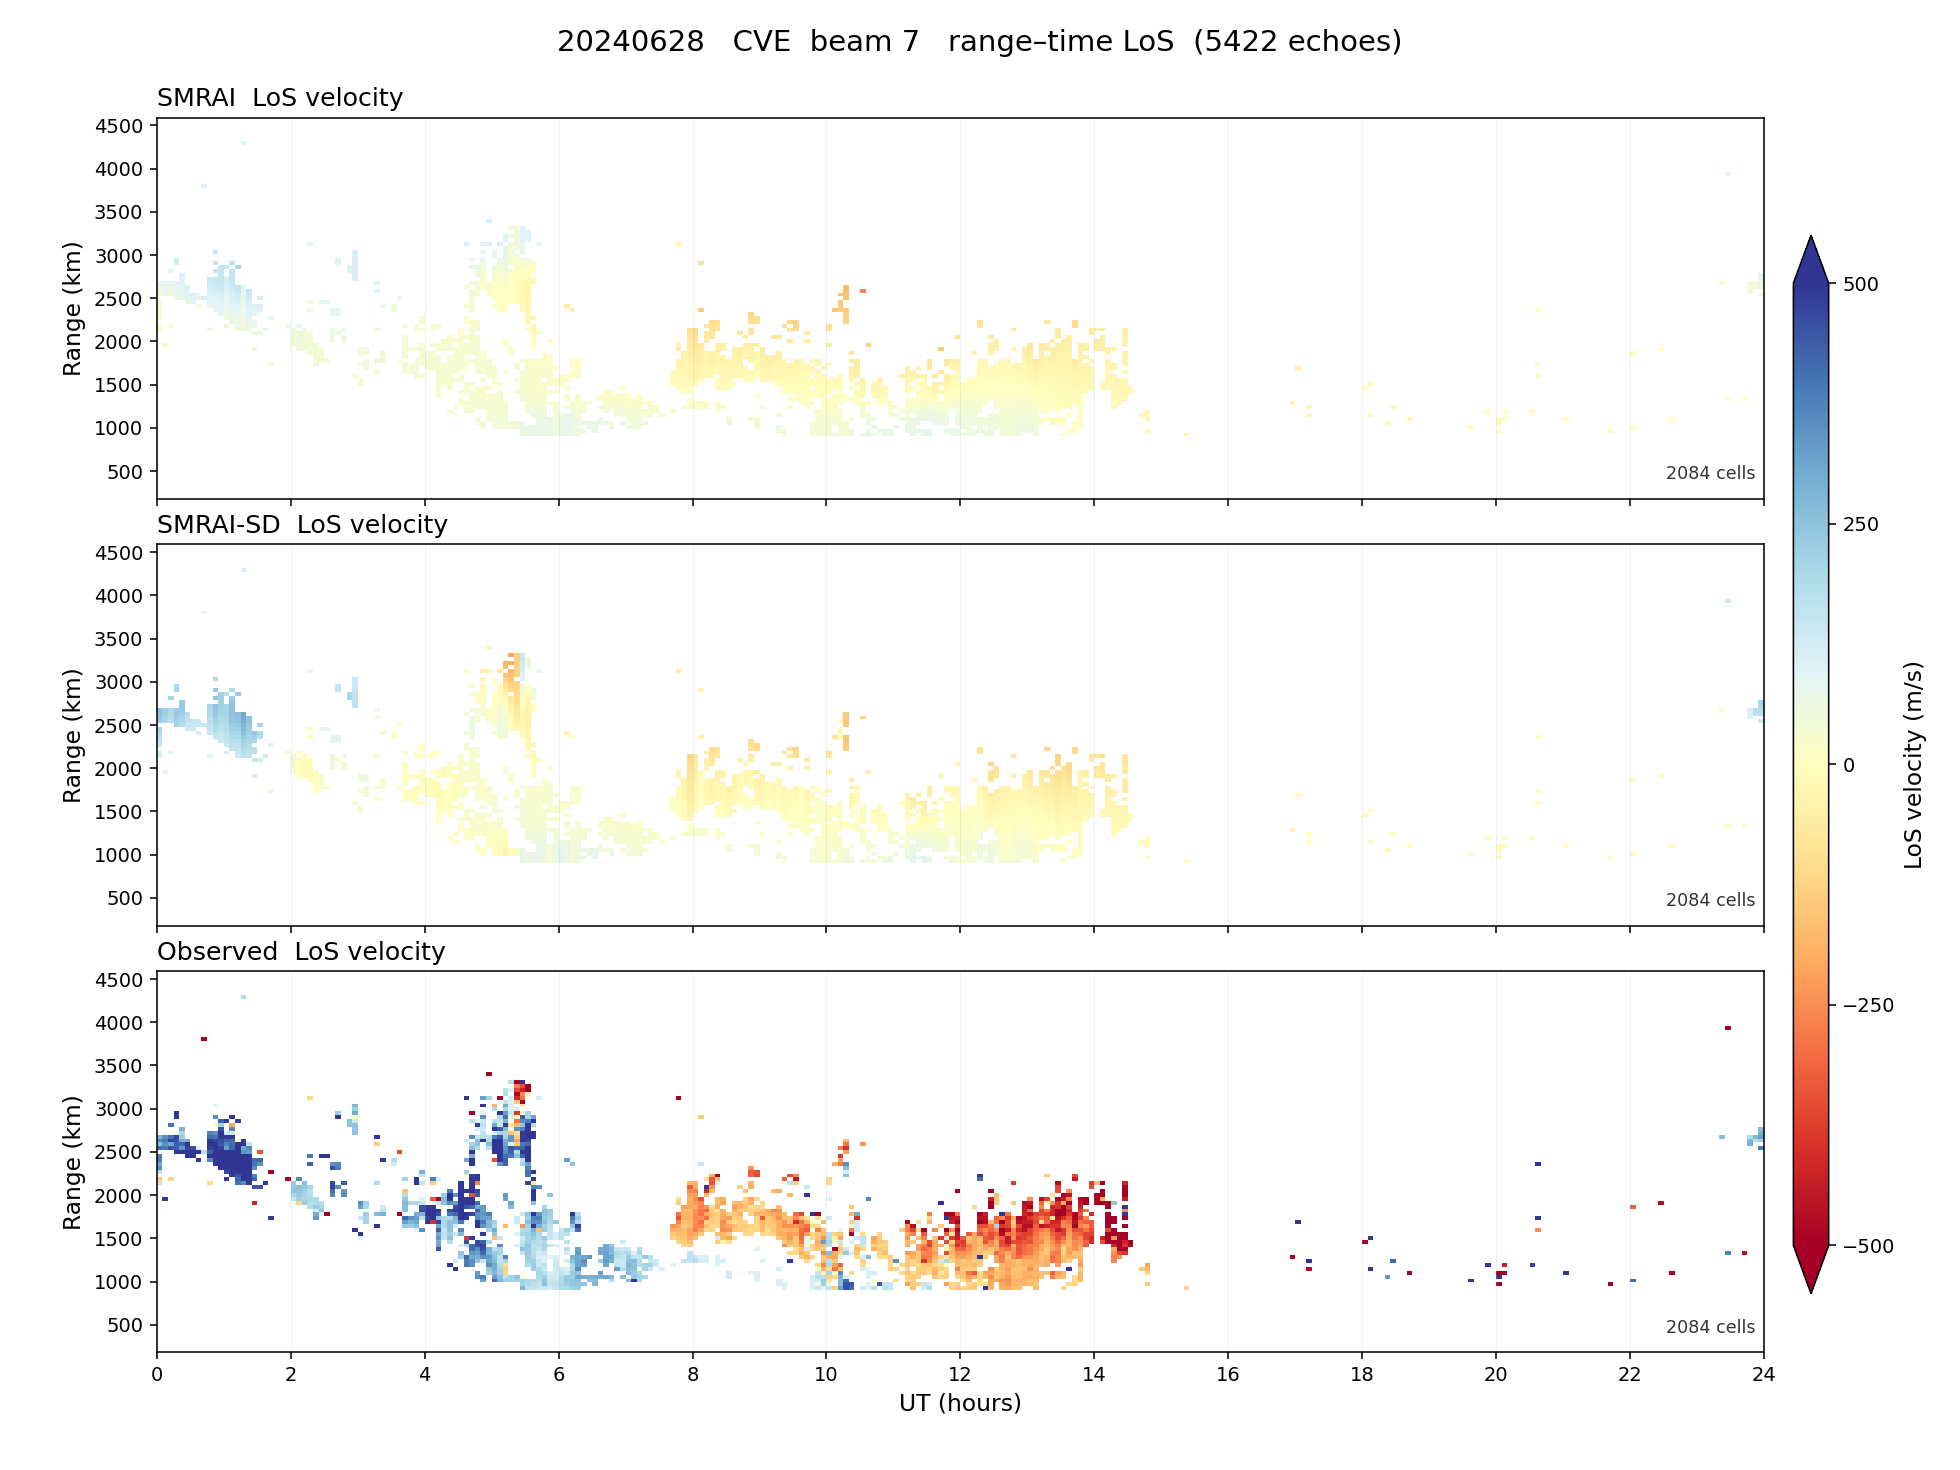 20240628 CVE beam 7 range–time LoS (5422 echoes)
SMRAI LoS velocity
4500
4000
3500
3000
2500
2000
1500
1000
500
Range (km)
2084 cells
SMRAI-SD LoS velocity
4500
4000
3500
3000
2500
2000
1500
1000
500
Range (km)
2084 cells
Observed LoS velocity
4500
4000
3500
3000
2500
2000
1500
1000
500
Range (km)
2084 cells
0 2 4 6 8 10 12 14 16 18 20 22 24
UT (hours)
500
250
0
−250
−500
LoS velocity (m/s)